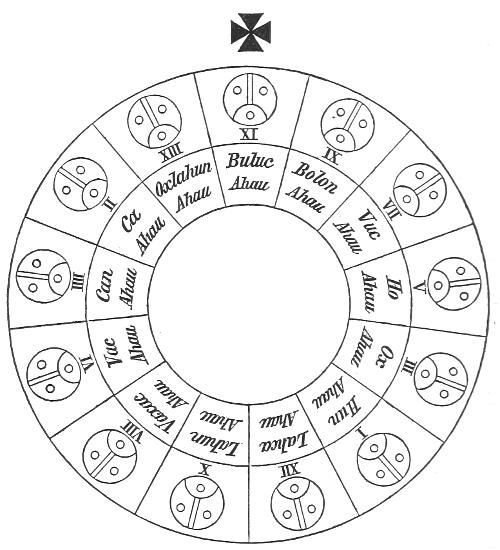 XI
Buluc
Ahau
IX
Bolon
Ahau
VII
Vuc
Ahau
V
Ho
Ahau
III
Ox
Ahau
I
Hun
Ahau
XII
Lahca
Ahau
X
Lahun
Ahau
VIII
Vaxac
Ahau
VI
Vac
Ahau
IIII
Can
Ahau
II
Ca
Ahau
XIII
Oxlahun
Ahau